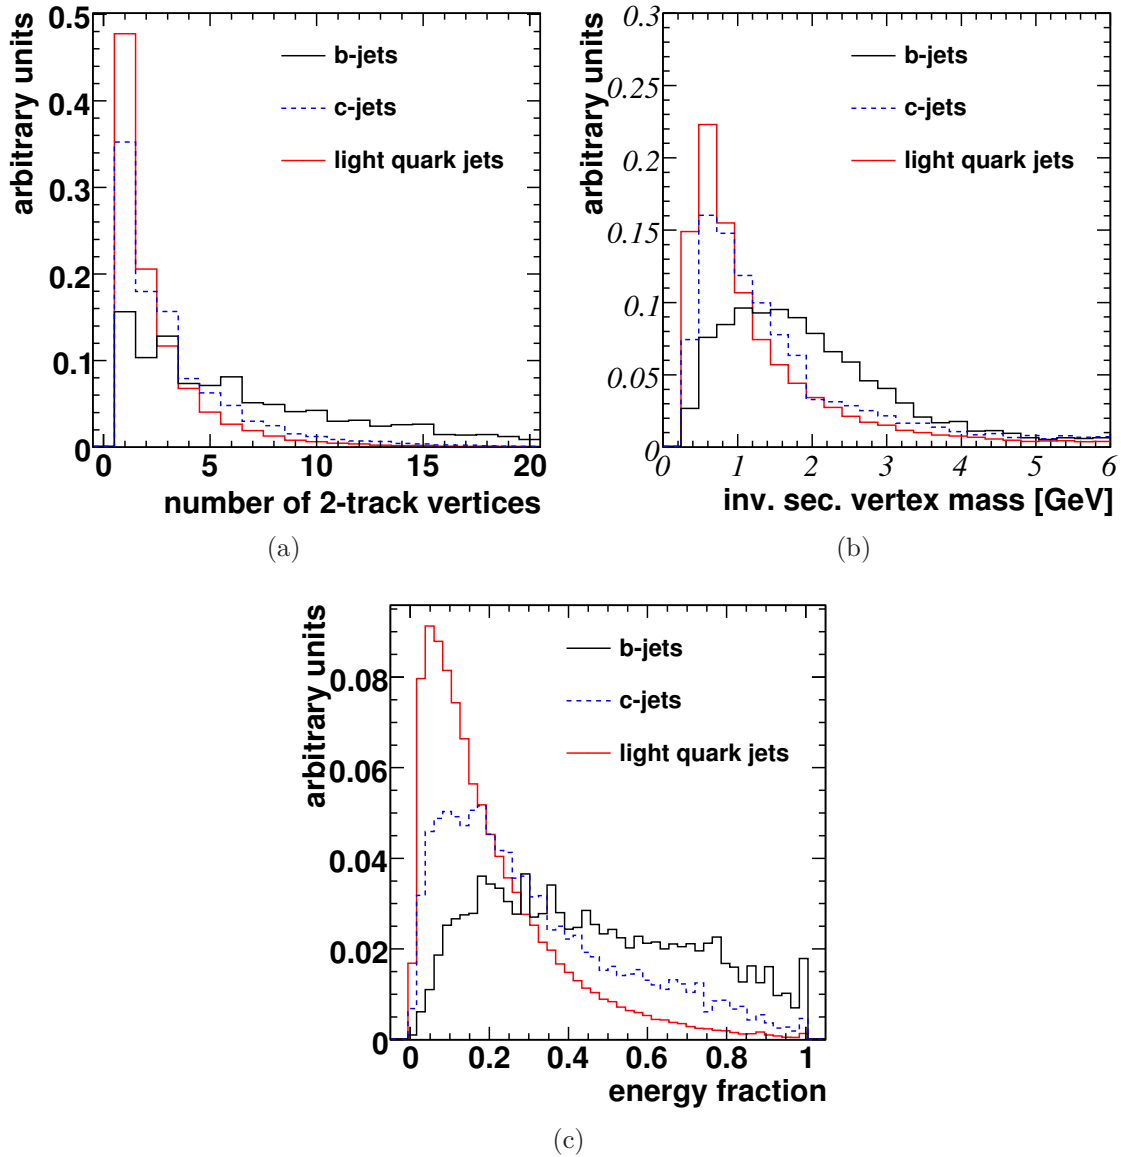 arbitrary units
0.5
0.4
0.3
0.2
0.1
0
0 5 10 15 20
number of 2-track vertices
b-jets
c-jets
light quark jets
(a)
arbitrary units
0.3
0.25
0.2
0.15
0.1
0.05
0
0 1 2 3 4 5 6
inv. sec. vertex mass [GeV]
b-jets
c-jets
light quark jets
(b)
arbitrary units
0.08
0.06
0.04
0.02
0
0 0.2 0.4 0.6 0.8 1
energy fraction
b-jets
c-jets
light quark jets
(c)